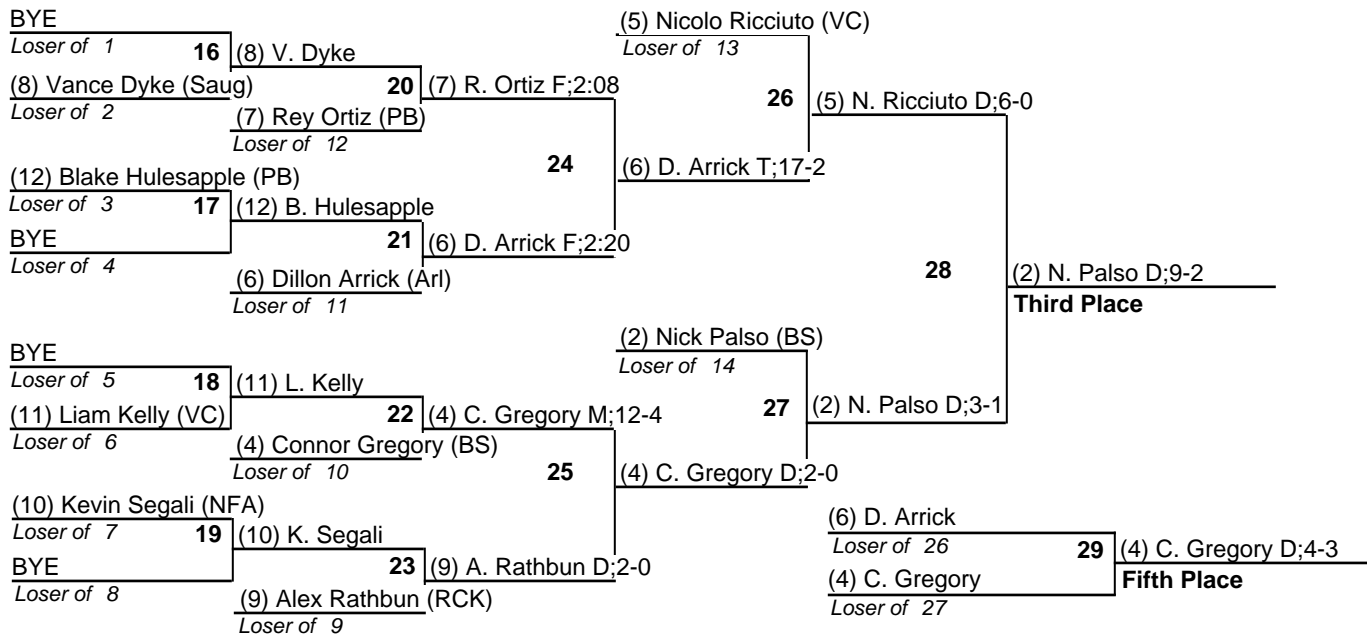 BYE
Loser of 1
16
(8) V. Dyke
(8) Vance Dyke (Saug)
Loser of 2
20
(7) R. Ortiz F;2:08
(7) Rey Ortiz (PB)
Loser of 12
(12) Blake Hulesapple (PB)
Loser of 3
17
(12) B. Hulesapple
BYE
Loser of 4
21
(6) D. Arrick F;2:20
(6) Dillon Arrick (Arl)
Loser of 11
24
(6) D. Arrick T;17-2
(5) Nicolo Ricciuto (VC)
Loser of 13
26
(5) N. Ricciuto D;6-0
BYE
Loser of 5
18
(11) L. Kelly
(11) Liam Kelly (VC)
Loser of 6
22
(4) C. Gregory M;12-4
(4) Connor Gregory (BS)
Loser of 10
(10) Kevin Segali (NFA)
Loser of 7
19
(10) K. Segali
BYE
Loser of 8
23
(9) A. Rathbun D;2-0
(9) Alex Rathbun (RCK)
Loser of 9
25
(4) C. Gregory D;2-0
(2) Nick Palso (BS)
Loser of 14
27
(2) N. Palso D;3-1
28
(2) N. Palso D;9-2
Third Place
(6) D. Arrick
Loser of 26
29
(4) C. Gregory
Loser of 27
(4) C. Gregory D;4-3
Fifth Place